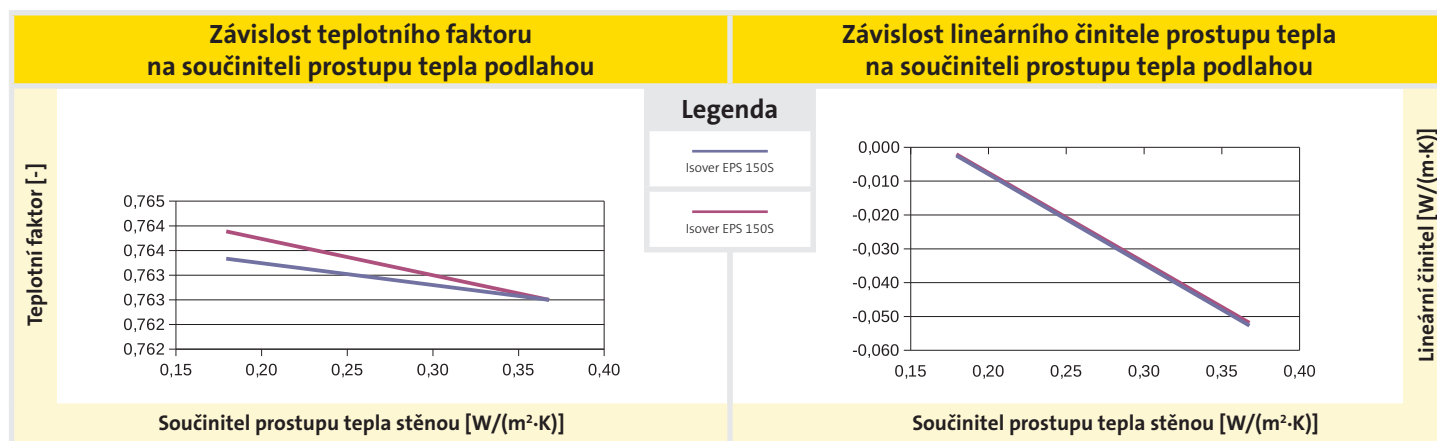 Závislost teplotního faktoru
na součiniteli prostupu tepla podlahou
Závislost lineárního činitele prostupu tepla
na součiniteli prostupu tepla podlahou
Teplotní faktor [-]
0,765
0,764
0,764
0,763
0,763
0,762
0,762
0,15
0,20
0,25
0,30
0,35
0,40
Součinitel prostupu tepla stěnou [W/(m²·K)]
Legenda
Isover EPS 150S
Isover EPS 150S
0,000
-0,010
-0,020
-0,030
-0,040
-0,050
-0,060
0,15
0,20
0,25
0,30
0,35
0,40
Lineární činitel [W/(m·K)]
Součinitel prostupu tepla stěnou [W/(m²·K)]